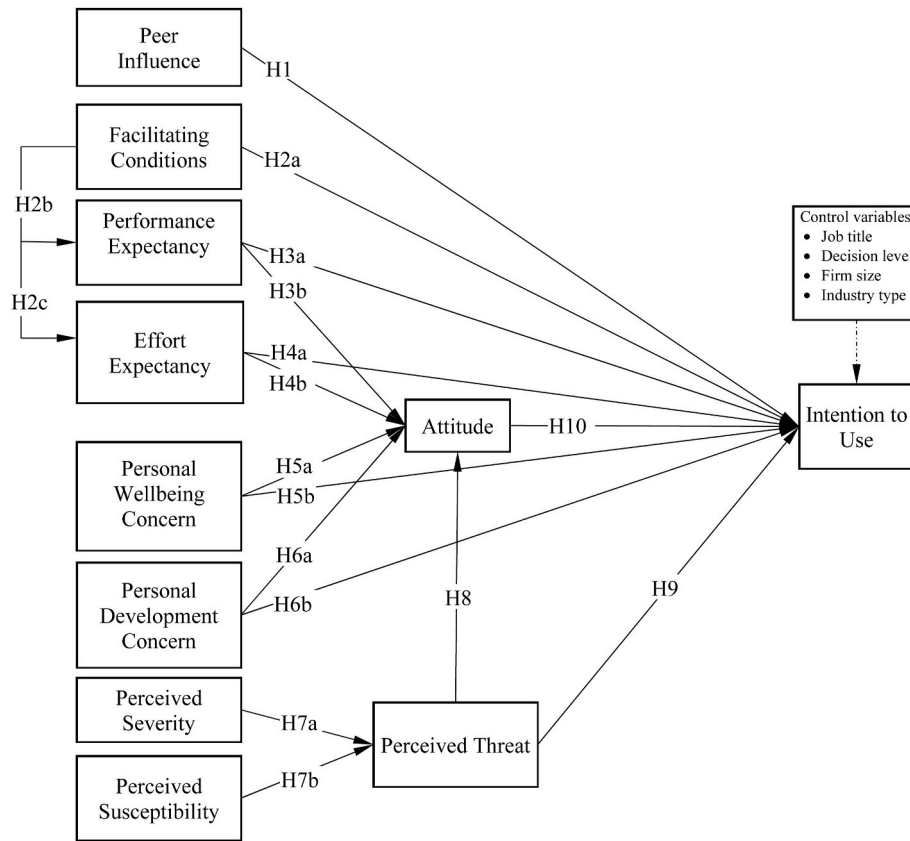 Peer
Influence
H1
Facilitating
Conditions
H2a
H2b
Performance
Expectancy
H3a
H3b
H2c
Effort
Expectancy
H4a
H4b
Control variables
• Job title
• Decision level
• Firm size
• Industry type
Attitude
H10
Intention to
Use
Personal
Wellbeing
Concern
H5a
H5b
H6a
Personal
Development
Concern
H6b
H8
H9
Perceived
Severity
H7a
Perceived Threat
Perceived
Susceptibility
H7b